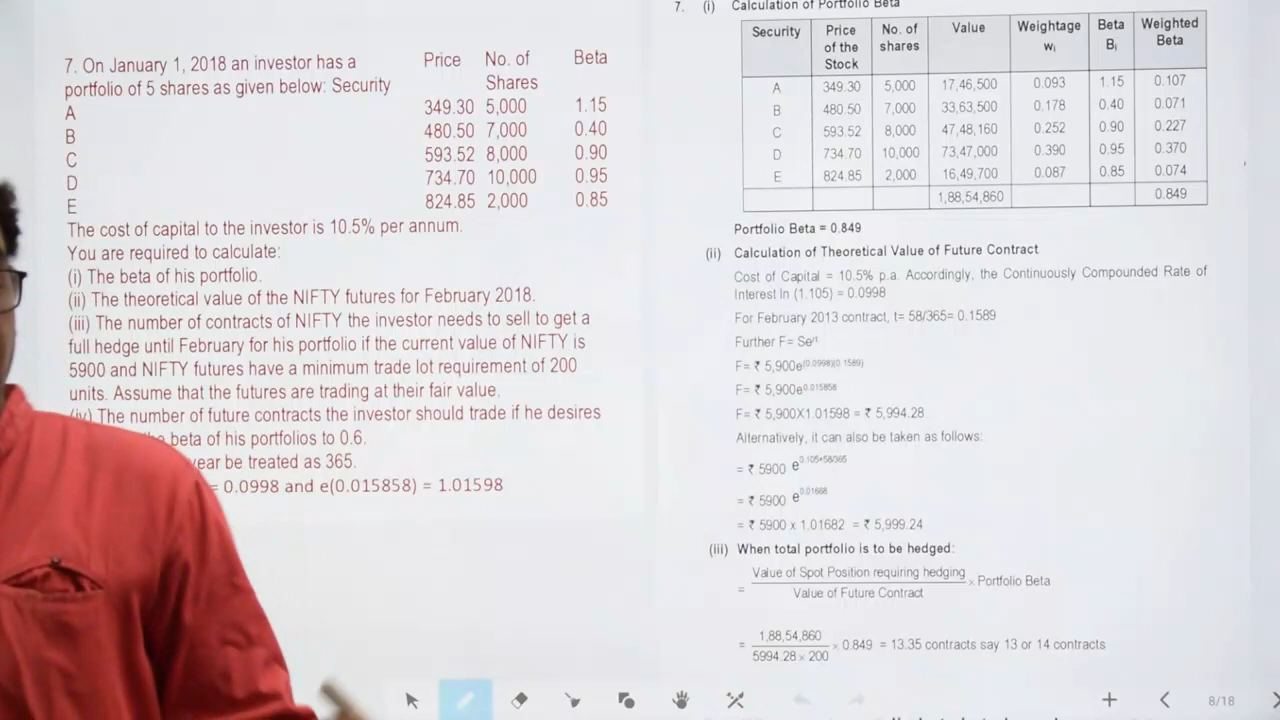 7. On January 1, 2018 an investor has a
portfolio of 5 shares as given below: Security
Price No. of Shares Beta
A 349.30 5,000 1.15
B 480.50 7,000 0.40
C 593.52 8,000 0.90
D 734.70 10,000 0.95
E 824.85 2,000 0.85
The cost of capital to the investor is 10.5% per annum.
You are required to calculate:
(i) The beta of his portfolio.
(ii) The theoretical value of the NIFTY futures for February 2018.
(iii) The number of contracts of NIFTY the investor needs to sell to get a
full hedge until February for his portfolio if the current value of NIFTY is
5900 and NIFTY futures have a minimum trade lot requirement of 200
units. Assume that the futures are trading at their fair value.
(iv) The number of future contracts the investor should trade if he desires
beta of his portfolios to 0.6.
year be treated as 365.
= 0.0998 and e(0.015858) = 1.01598
7. (i) Calculation of Portfolio Beta
Security Price of the Stock No. of shares Value Weightage wi Beta Bi Weighted Beta
A 349.30 5,000 17,46,500 0.093 1.15 0.107
B 480.50 7,000 33,63,500 0.178 0.40 0.071
C 593.52 8,000 47,48,160 0.252 0.90 0.227
D 734.70 10,000 73,47,000 0.390 0.95 0.370
E 824.85 2,000 16,49,700 0.087 0.85 0.074
1,88,54,860 0.849
Portfolio Beta = 0.849
(ii) Calculation of Theoretical Value of Future Contract
Cost of Capital = 10.5% p.a. Accordingly, the Continuously Compounded Rate of
Interest ln (1.105) = 0.0998
For February 2013 contract, t= 58/365= 0.1589
Further F= Se^rt
F= ₹ 5,900e^(0.0998)(0.1589)
F= ₹ 5,900e^0.015858
F= ₹ 5,900X1.01598 = ₹ 5,994.28
Alternatively, it can also be taken as follows:
= ₹ 5900 e^0.105×58/365
= ₹ 5900 e^0.01668
= ₹ 5900 x 1.01682 = ₹ 5,999.24
(iii) When total portfolio is to be hedged:
= Value of Spot Position requiring hedging / Value of Future Contract × Portfolio Beta
= 1,88,54,860 / 5994.28 × 200 × 0.849 = 13.35 contracts say 13 or 14 contracts
8/18